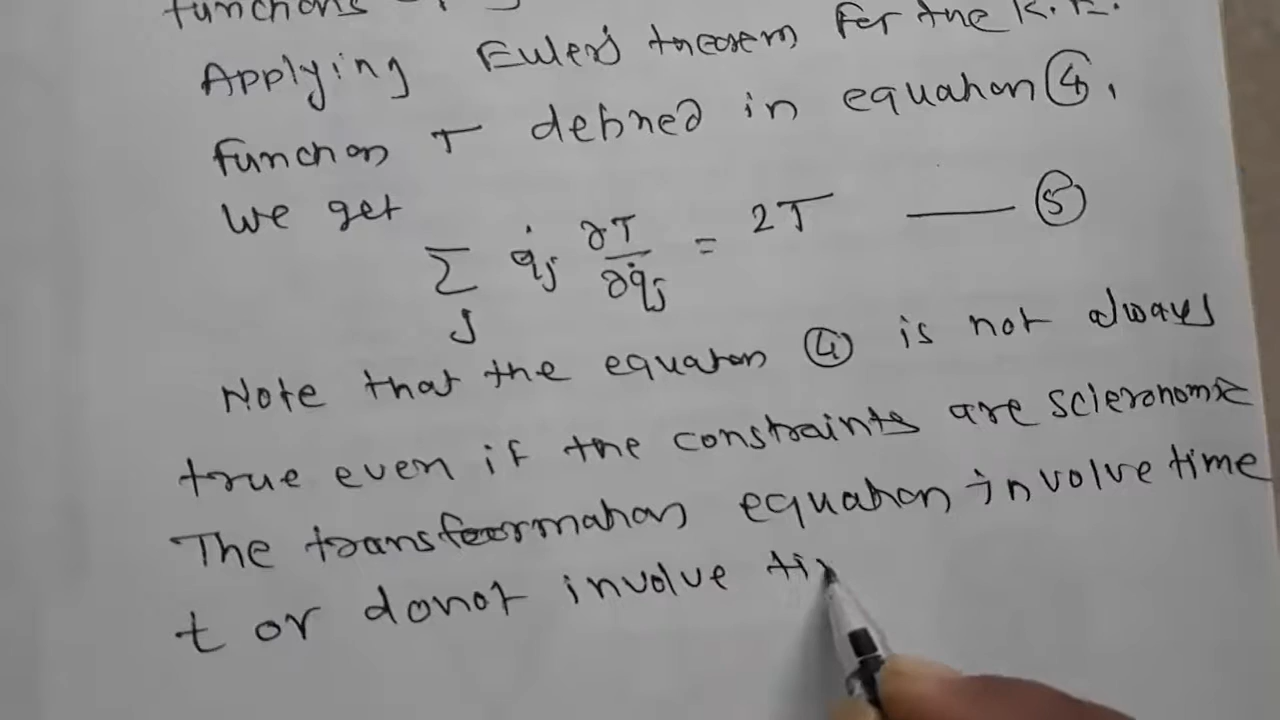 functions
Applying Euler's theorem for the K.E.
function T defined in equation ④,
we get
∑ q̇j ∂T = 2T —— ⑤
j ∂q̇j
Note that the equation ④ is not always
true even if the constraints are scleronomic
The transformation equation involve time
t or donot involve ti